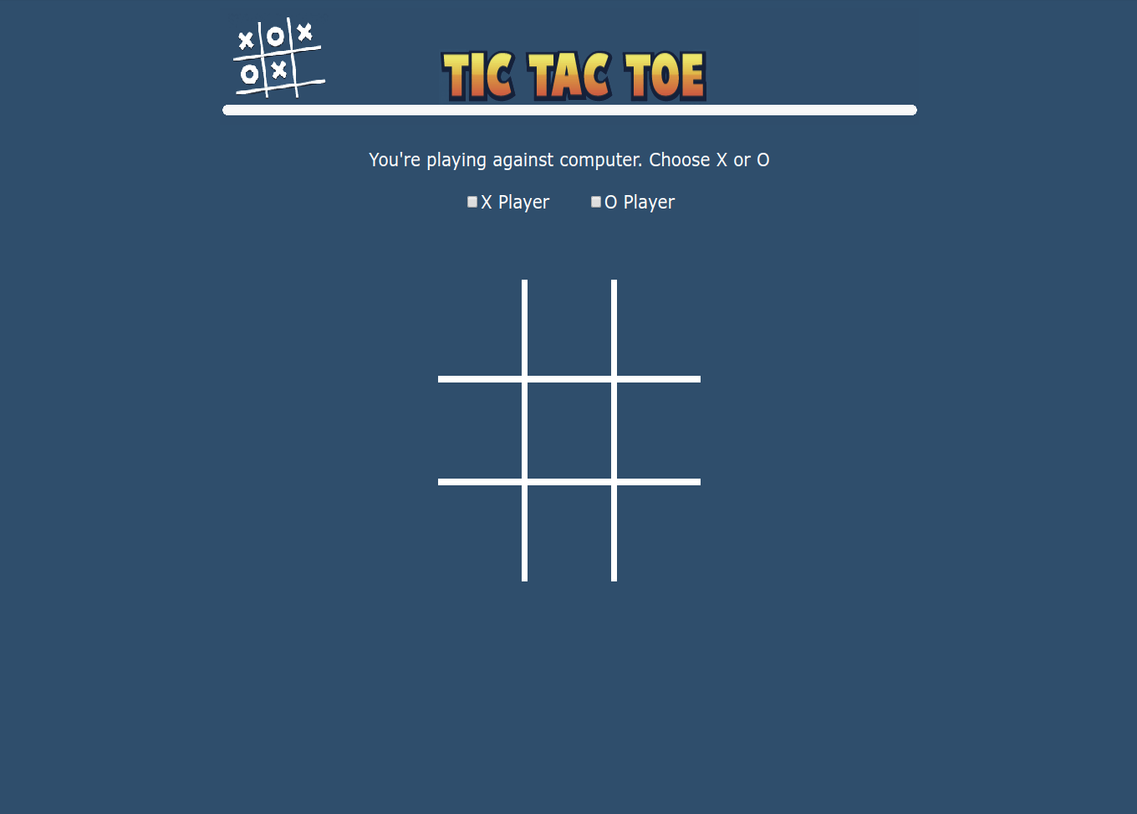 X O X
O X
TIC TAC TOE
You're playing against computer. Choose X or O
X Player O Player